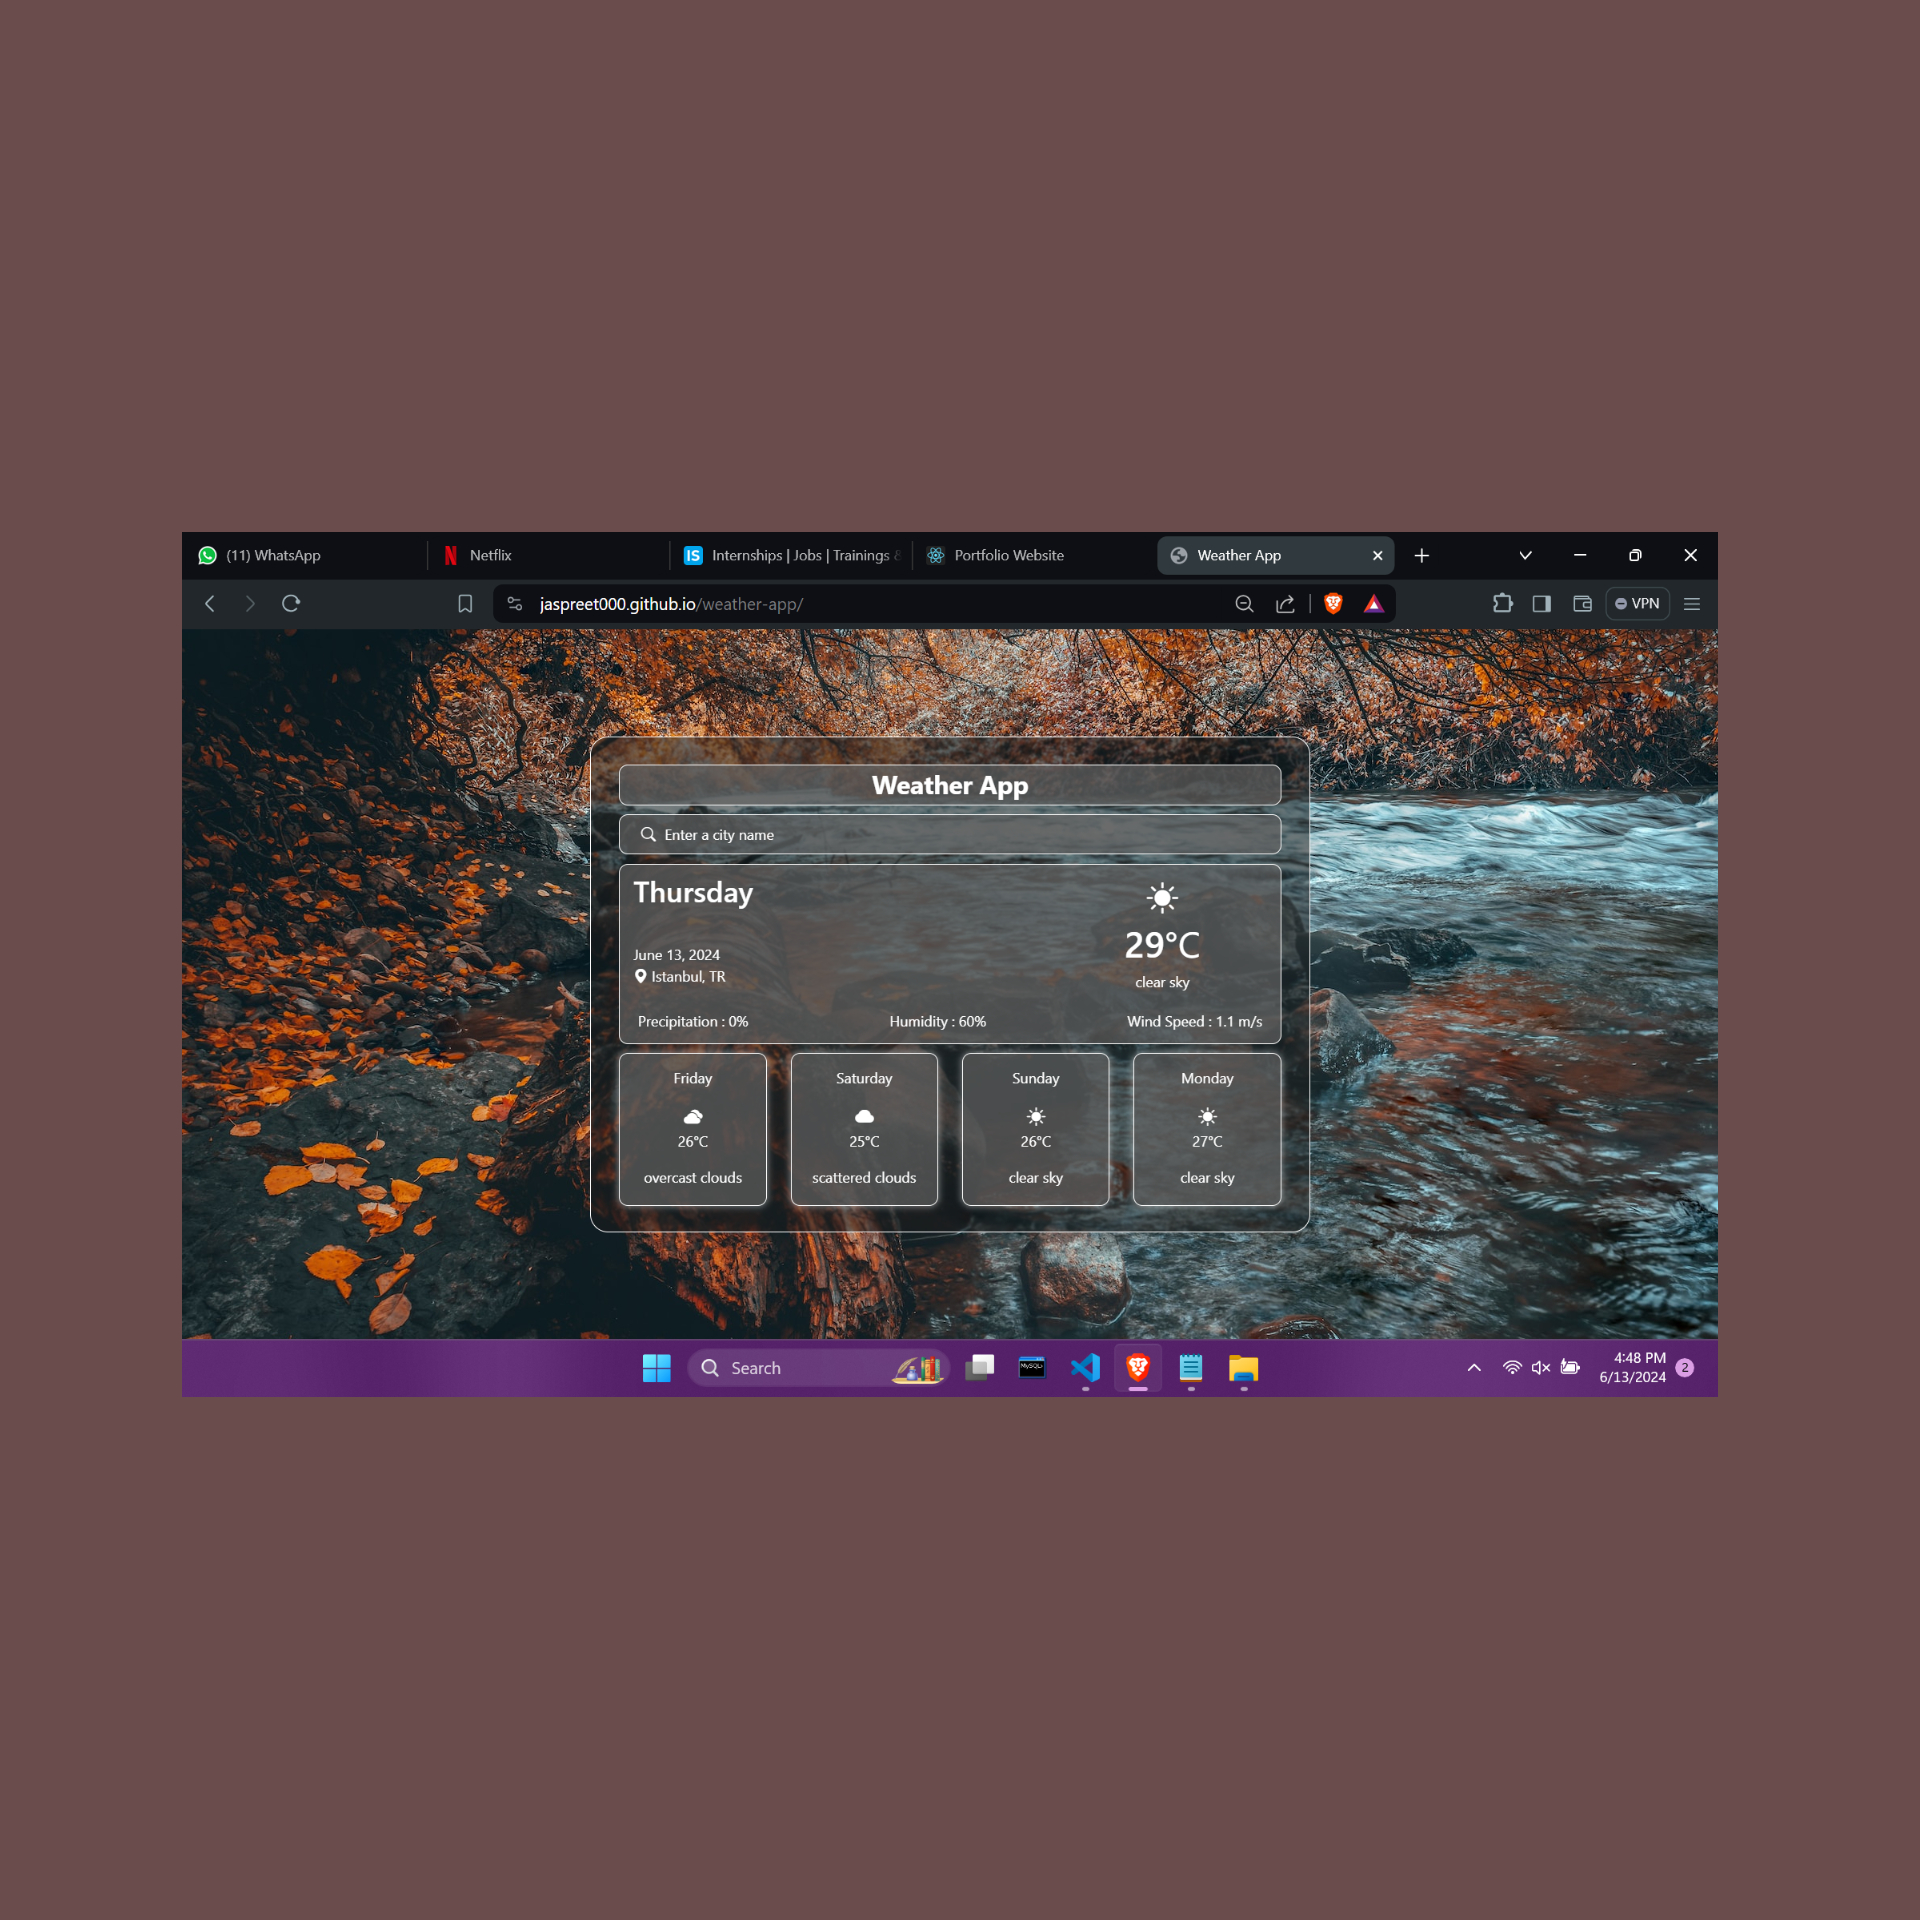 (11) WhatsApp
Netflix
IS Internships | Jobs | Trainings
Portfolio Website
Weather App
jaspreet000.github.io/weather-app/
VPN
Weather App
Enter a city name
Thursday
June 13, 2024
Istanbul, TR
29°C
clear sky
Precipitation : 0%
Humidity : 60%
Wind Speed : 1.1 m/s
Friday
26°C
overcast clouds
Saturday
25°C
scattered clouds
Sunday
26°C
clear sky
Monday
27°C
clear sky
Search
4:48 PM
6/13/2024
2